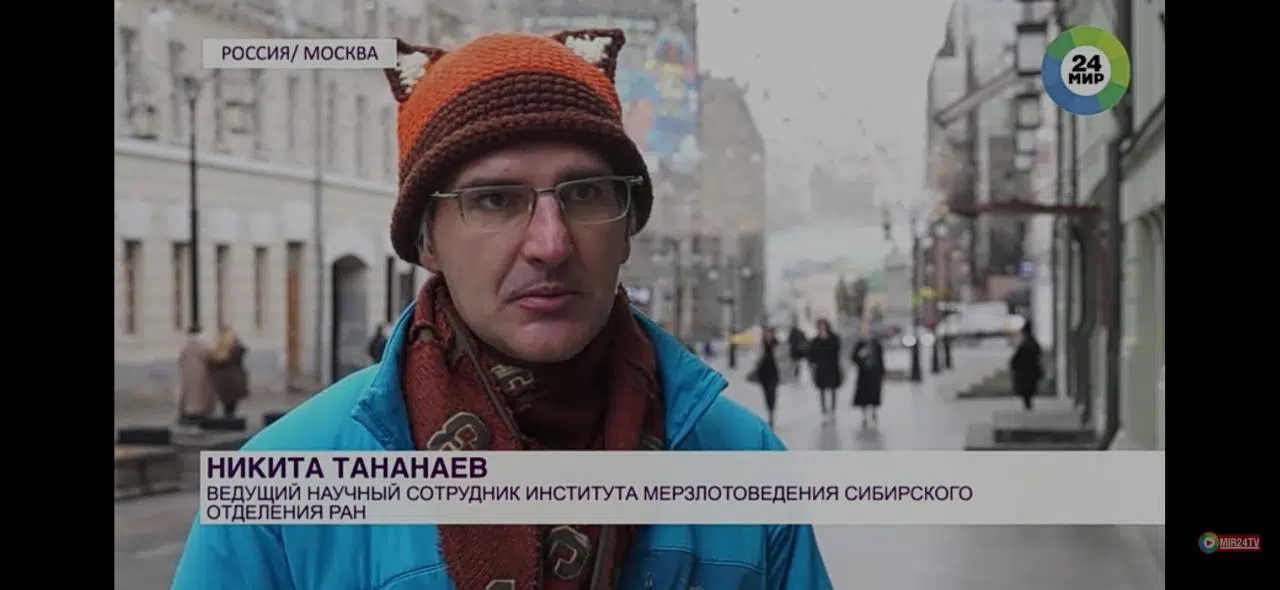 РОССИЯ/ МОСКВА
24
МИР
НИКИТА ТАНАНАЕВ
ВЕДУЩИЙ НАУЧНЫЙ СОТРУДНИК ИНСТИТУТА МЕРЗЛОТОВЕДЕНИЯ СИБИРСКОГО
ОТДЕЛЕНИЯ РАН
MIR24TV